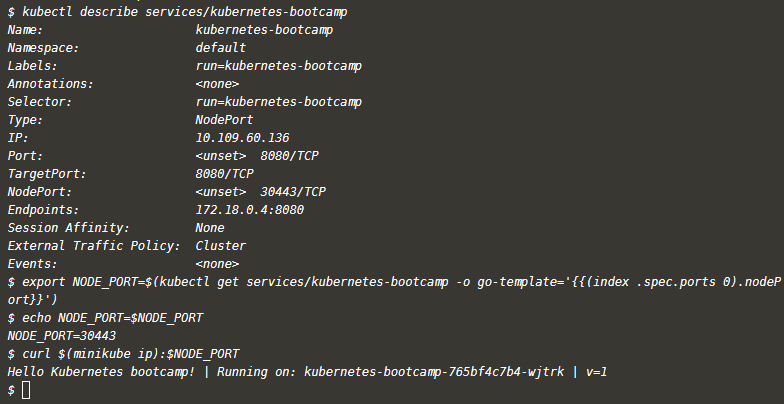 $ kubectl describe services/kubernetes-bootcamp
Name: kubernetes-bootcamp
Namespace: default
Labels: run=kubernetes-bootcamp
Annotations: <none>
Selector: run=kubernetes-bootcamp
Type: NodePort
IP: 10.109.60.136
Port: <unset> 8080/TCP
TargetPort: 8080/TCP
NodePort: <unset> 30443/TCP
Endpoints: 172.18.0.4:8080
Session Affinity: None
External Traffic Policy: Cluster
Events: <none>
$ export NODE_PORT=$(kubectl get services/kubernetes-bootcamp -o go-template='{{(index .spec.ports 0).nodeP
ort}}')
$ echo NODE_PORT=$NODE_PORT
NODE_PORT=30443
$ curl $(minikube ip):$NODE_PORT
Hello Kubernetes bootcamp! | Running on: kubernetes-bootcamp-765bf4c7b4-wjtrk | v=1
$